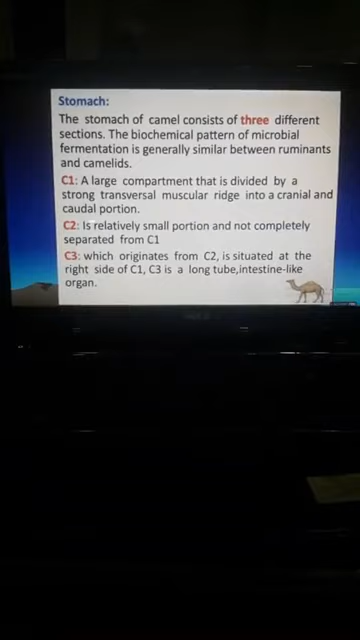 Stomach:
The stomach of camel consists of three different
sections. The biochemical pattern of microbial
fermentation is generally similar between ruminants
and camelids.
C1: A large compartment that is divided by a
strong transversal muscular ridge into a cranial and
caudal portion.
C2: Is relatively small portion and not completely
separated from C1
C3: which originates from C2, is situated at the
right side of C1, C3 is a long tube,intestine-like
organ.